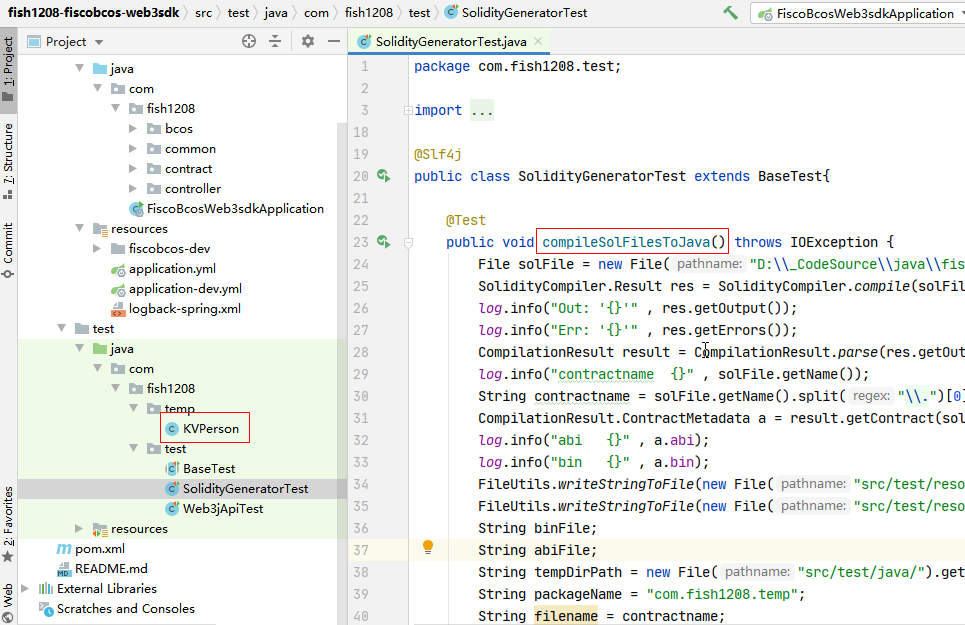 fish1208-fiscobcos-web3sdk › src › test › java › com › fish1208 › test › SolidityGeneratorTest
FiscoBcosWeb3sdkApplication
Project
SolidityGeneratorTest.java
1: Project
7: Structure
Commit
2: Favorites
Web
java
com
fish1208
bcos
common
contract
controller
FiscoBcosWeb3sdkApplication
resources
fiscobcos-dev
application.yml
application-dev.yml
logback-spring.xml
test
java
com
fish1208
temp
KVPerson
test
BaseTest
SolidityGeneratorTest
Web3jApiTest
resources
pom.xml
README.md
External Libraries
Scratches and Consoles
1 package com.fish1208.test;
2
3 import ...
18
19 @Slf4j
20 public class SolidityGeneratorTest extends BaseTest{
21
22 @Test
23 public void compileSolFilesToJava() throws IOException {
24 File solFile = new File( pathname: "D:\\_CodeSource\\java\\fis
25 SolidityCompiler.Result res = SolidityCompiler.compile(solFil
26 log.info("Out: '{}'" , res.getOutput());
27 log.info("Err: '{}'" , res.getErrors());
28 CompilationResult result = CompilationResult.parse(res.getOut
29 log.info("contractname  {}" , solFile.getName());
30 String contractname = solFile.getName().split( regex: "\\.")[0]
31 CompilationResult.ContractMetadata a = result.getContract(sol
32 log.info("abi   {}" , a.abi);
33 log.info("bin   {}" , a.bin);
34 FileUtils.writeStringToFile(new File( pathname: "src/test/reso
35 FileUtils.writeStringToFile(new File( pathname: "src/test/reso
36 String binFile;
37 String abiFile;
38 String tempDirPath = new File( pathname: "src/test/java/").get
39 String packageName = "com.fish1208.temp";
40 String filename = contractname;